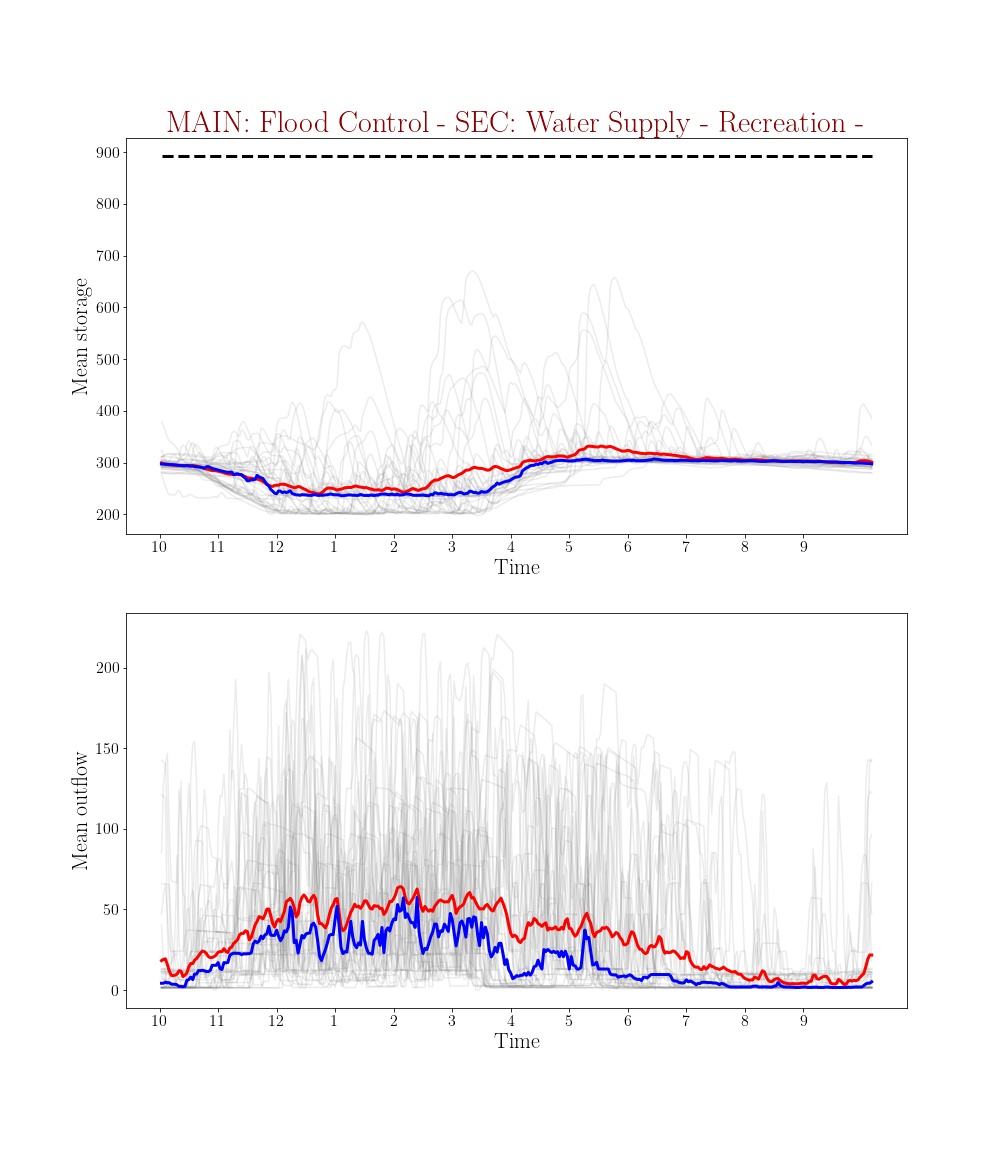 MAIN: Flood Control - SEC: Water Supply - Recreation -
900
800
700
600
500
400
300
200
Mean storage
10 11 12 1 2 3 4 5 6 7 8 9
Time
200
150
100
50
0
Mean outflow
10 11 12 1 2 3 4 5 6 7 8 9
Time